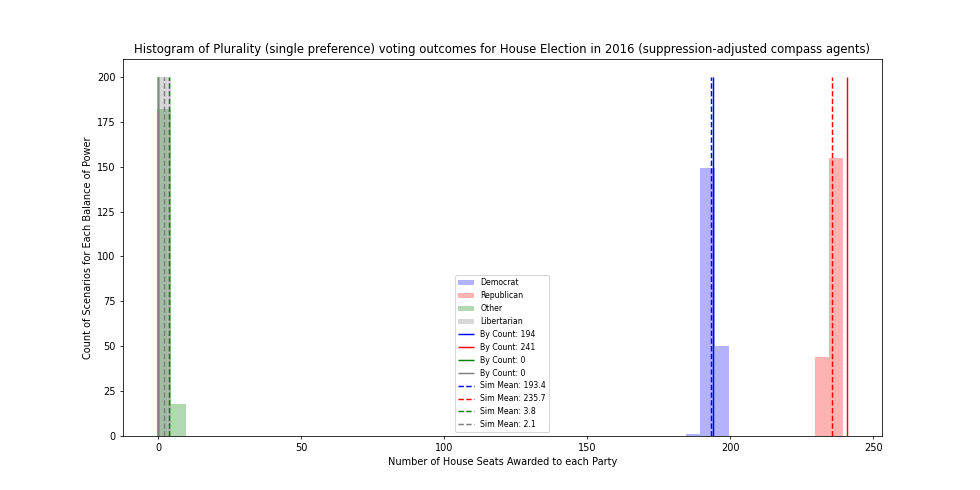 Histogram of Plurality (single preference) voting outcomes for House Election in 2016 (suppression-adjusted compass agents)
200
175
150
125
100
75
50
25
0
Count of Scenarios for Each Balance of Power
Democrat
Republican
Other
Libertarian
By Count: 194
By Count: 241
By Count: 0
By Count: 0
Sim Mean: 193.4
Sim Mean: 235.7
Sim Mean: 3.8
Sim Mean: 2.1
0 50 100 150 200 250
Number of House Seats Awarded to each Party